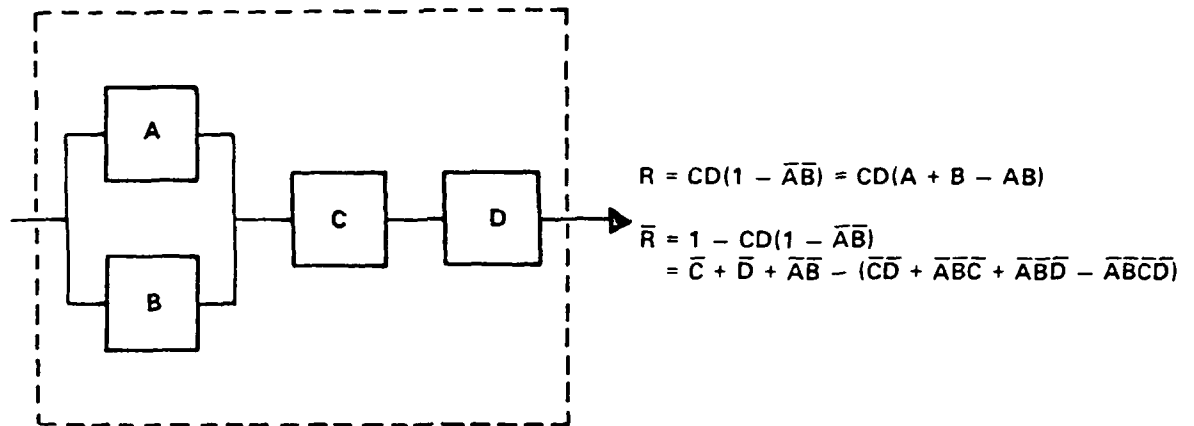 A
B
C
D
R = CD(1 − A̅B̅) = CD(A + B − AB)
R̅ = 1 − CD(1 − A̅B̅)
= C̅ + D̅ + A̅B̅ − (C̅D̅ + A̅B̅C̅ + A̅B̅D̅ − A̅B̅C̅D̅)